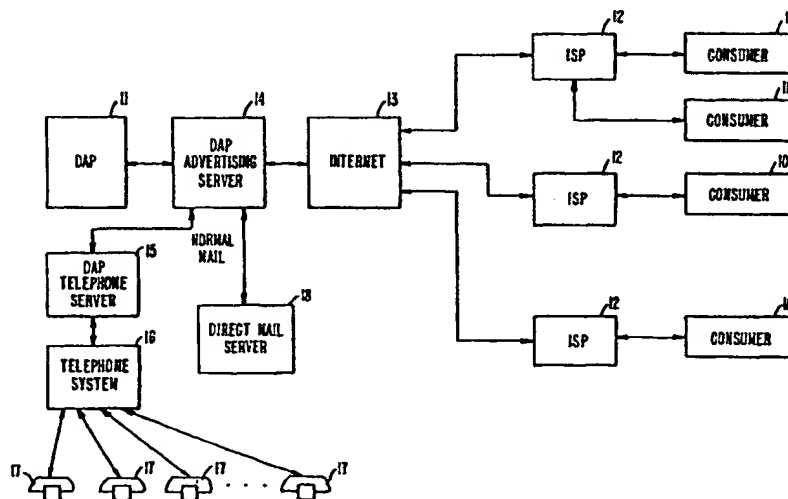 12
ISP
CONSUMER
CONSUMER
11
DAP
14
DAP
ADVERTISING
SERVER
13
INTERNET
12
ISP
10
CONSUMER
NORMAL
MAIL
15
DAP
TELEPHONE
SERVER
18
DIRECT MAIL
SERVER
12
ISP
CONSUMER
16
TELEPHONE
SYSTEM
17
17
17
. . . .
17